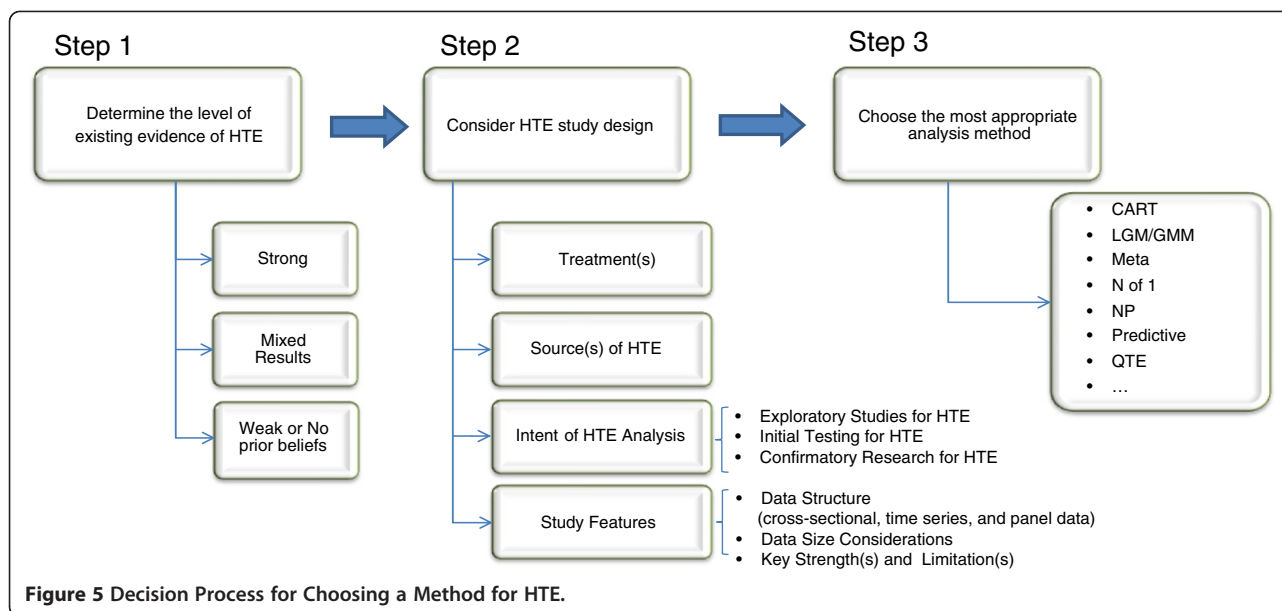 Step 1
Determine the level of
existing evidence of HTE
Strong
Mixed
Results
Weak or No
prior beliefs
Step 2
Consider HTE study design
Treatment(s)
Source(s) of HTE
Intent of HTE Analysis
• Exploratory Studies for HTE
• Initial Testing for HTE
• Confirmatory Research for HTE
Study Features
• Data Structure
(cross-sectional, time series, and panel data)
• Data Size Considerations
• Key Strength(s) and Limitation(s)
Step 3
Choose the most appropriate
analysis method
• CART
• LGM/GMM
• Meta
• N of 1
• NP
• Predictive
• QTE
• …
Figure 5 Decision Process for Choosing a Method for HTE.